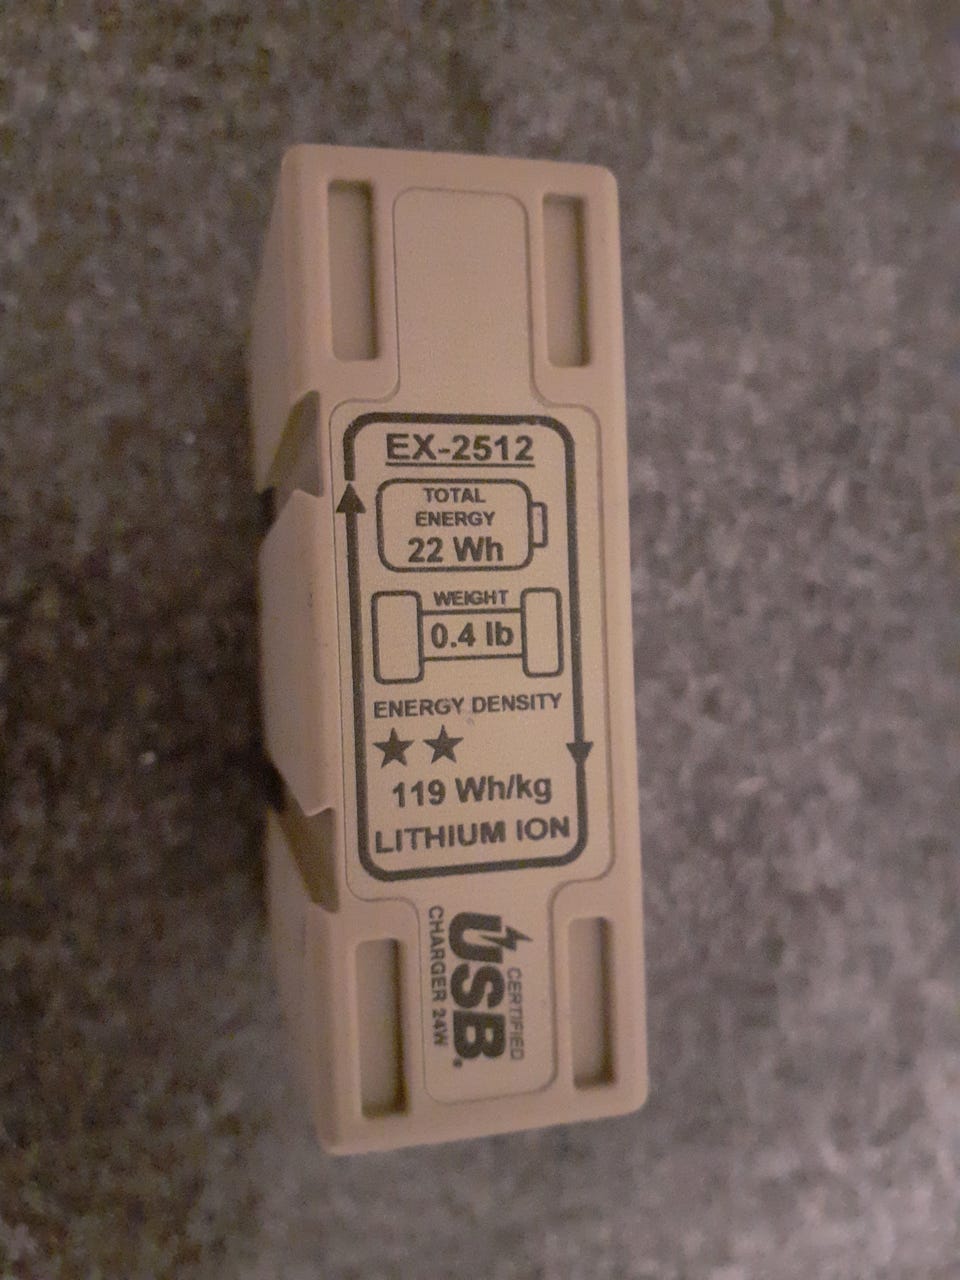 EX-2512
TOTAL
ENERGY
22 Wh
WEIGHT
0.4 lb
ENERGY DENSITY
★★
119 Wh/kg
LITHIUM ION
CERTIFIED
USB®
CHARGER 24W